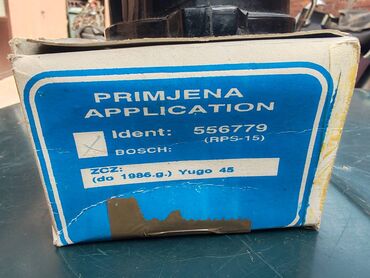 PRIMJENA
APPLICATION
Ident: 556779
(RPS-15)
BOSCH:
ZCZ:
(do 1986.g.) Yugo 45